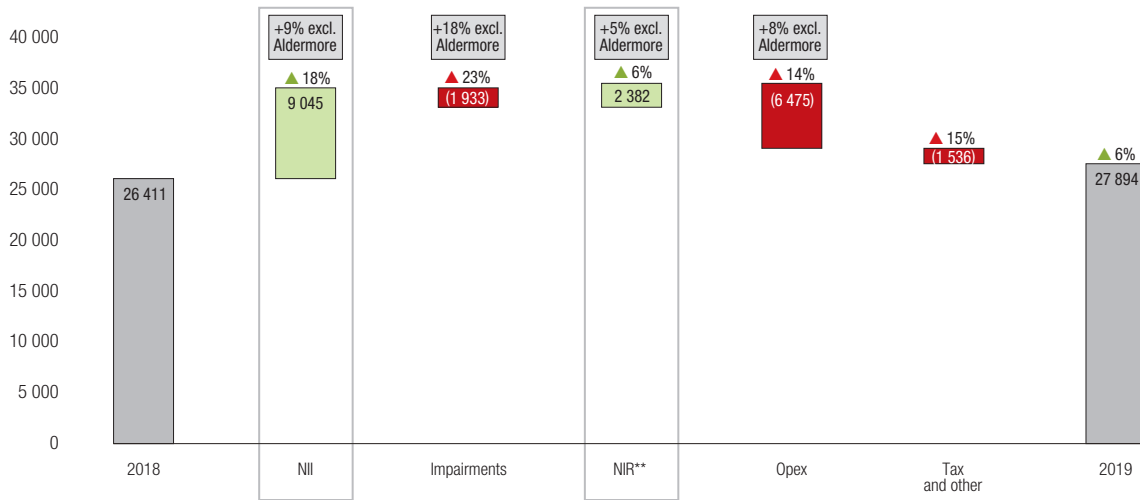 +9% excl.
Aldermore
+18% excl.
Aldermore
+5% excl.
Aldermore
+8% excl.
Aldermore
40 000
35 000
30 000
25 000
20 000
15 000
10 000
5 000
0
26 411
▲ 18%
9 045
▲ 23%
(1 933)
▲ 6%
2 382
▲ 14%
(6 475)
▲ 15%
(1 536)
▲ 6%
27 894
2018
NII
Impairments
NIR**
Opex
Tax
and other
2019